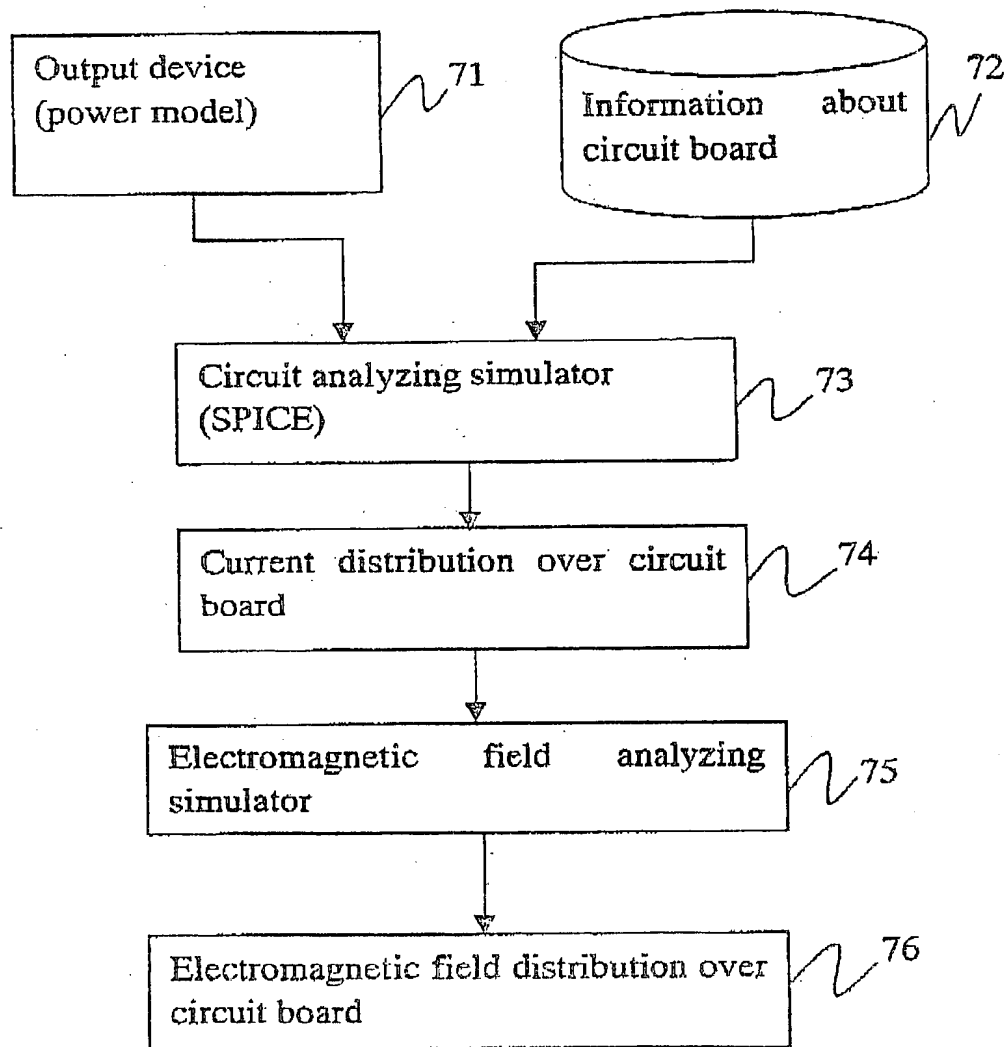 Output device
(power model)
71
Information about
circuit board
72
Circuit analyzing simulator
(SPICE)
73
Current distribution over circuit
board
74
Electromagnetic field analyzing
simulator
75
Electromagnetic field distribution over
circuit board
76